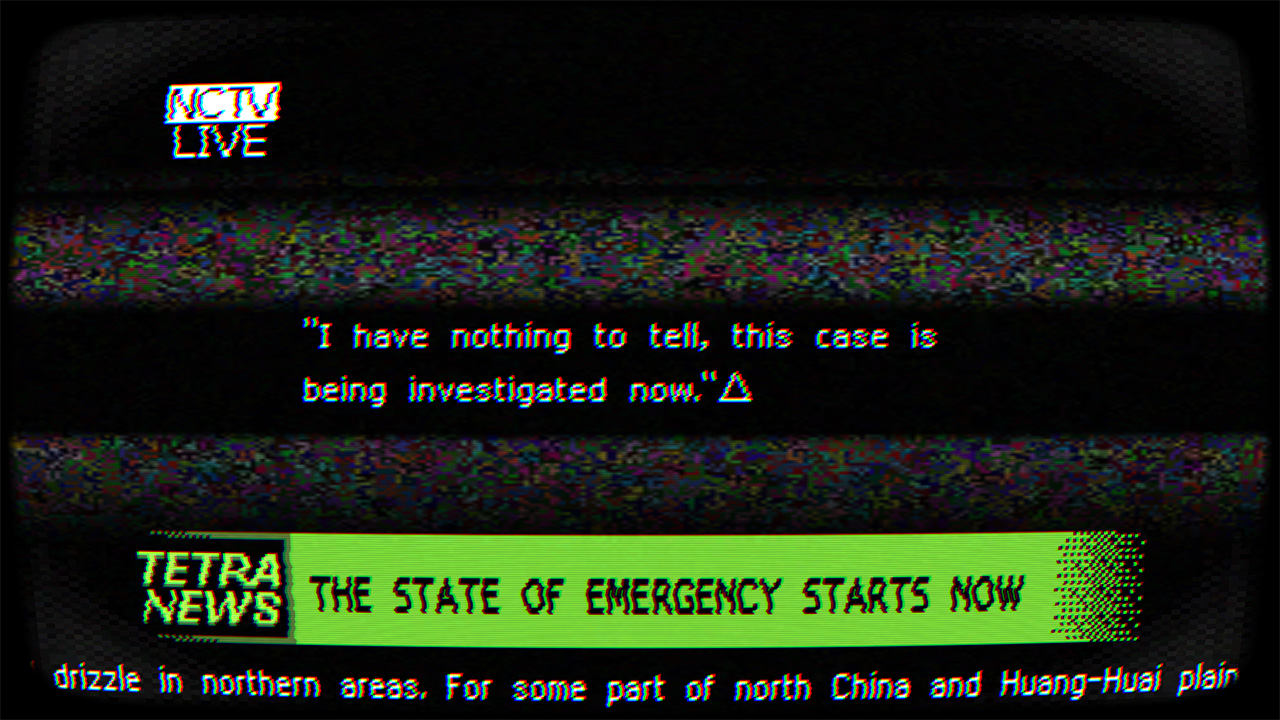 NCTV
LIVE
"I have nothing to tell, this case is
being investigated now."△
TETRA
NEWS
THE STATE OF EMERGENCY STARTS NOW
drizzle in northern areas. For some part of north China and Huang-Huai plain